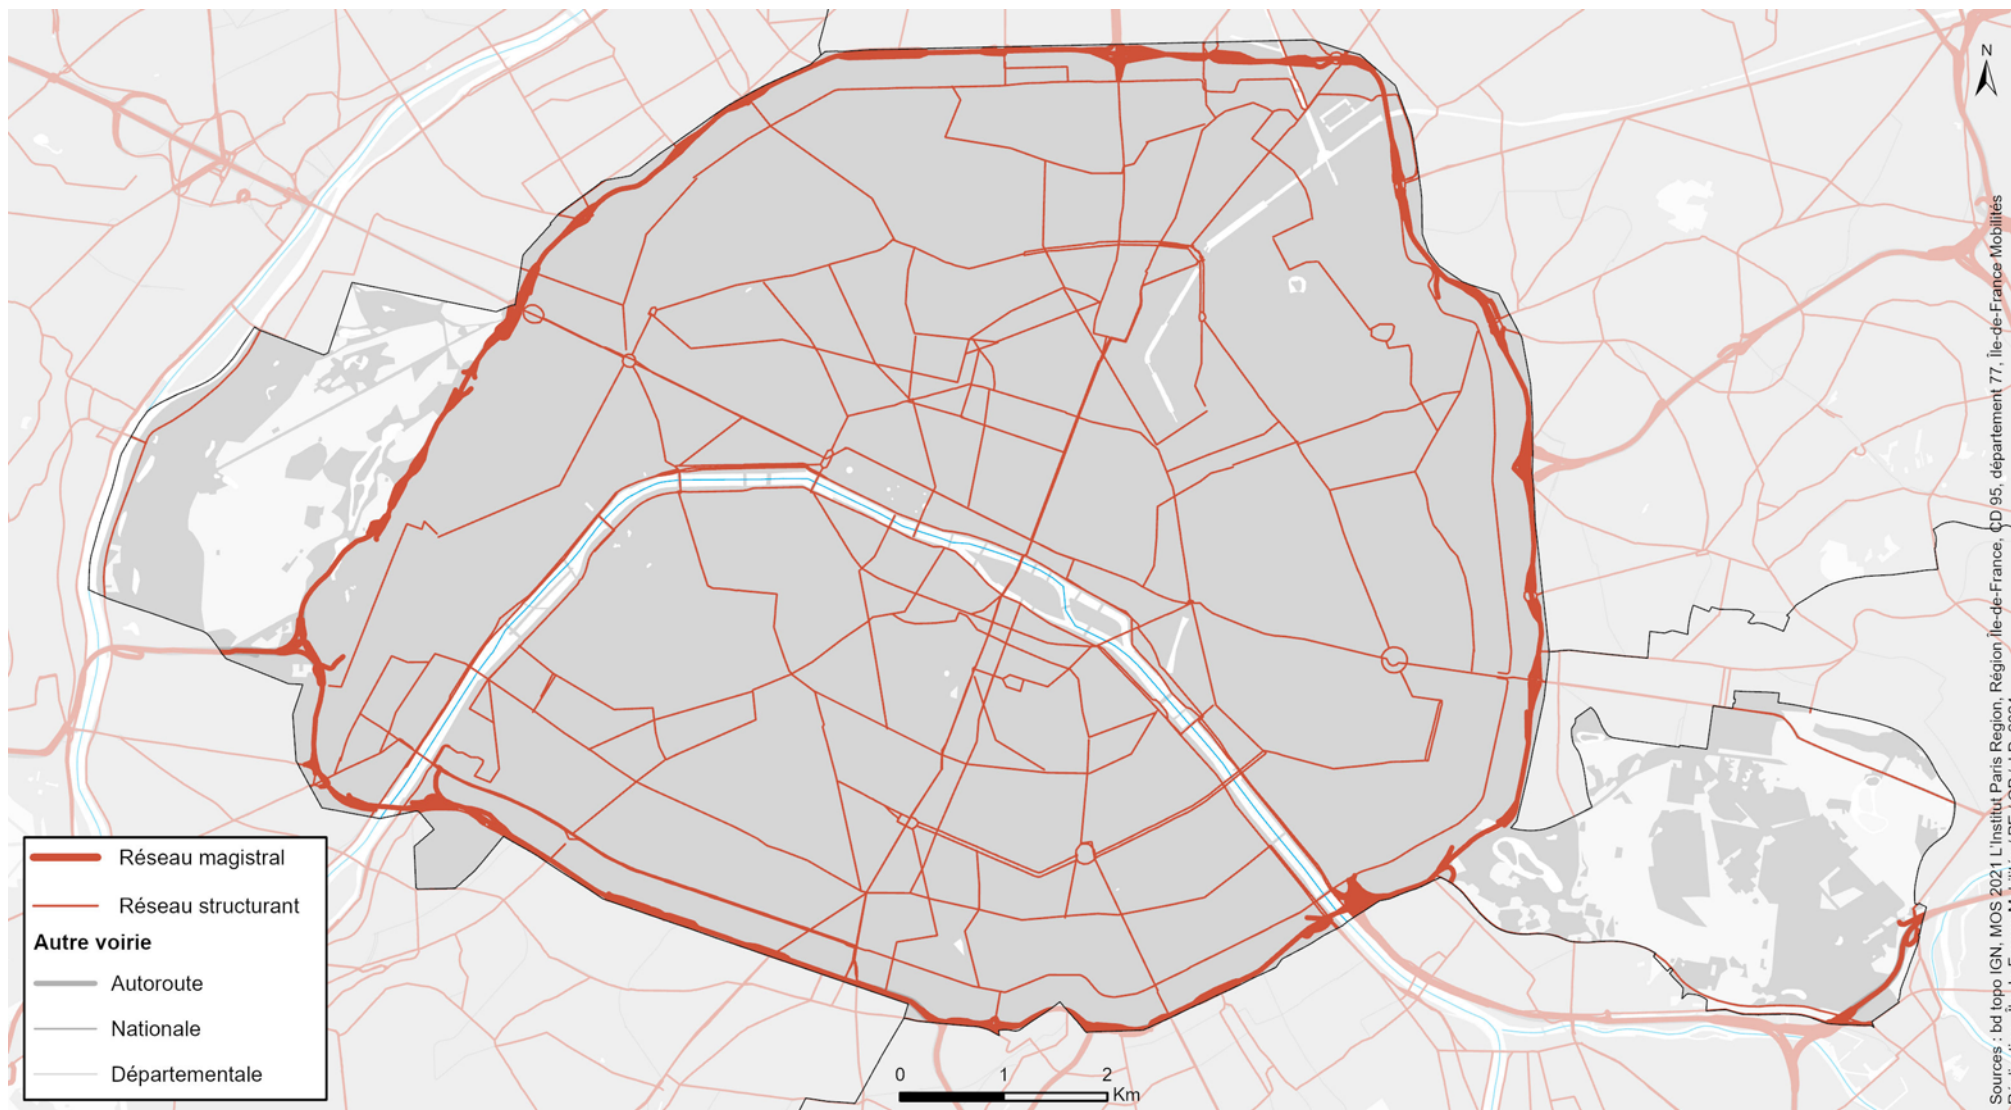 N
Réseau magistral
Réseau structurant
Autre voirie
Autoroute
Nationale
Départementale
0 1 2
Km
Sources : bd topo IGN, MOS 2021 L'Institut Paris Region, Région Île-de-France, CD 95, département 77, Île-de-France Mobilités